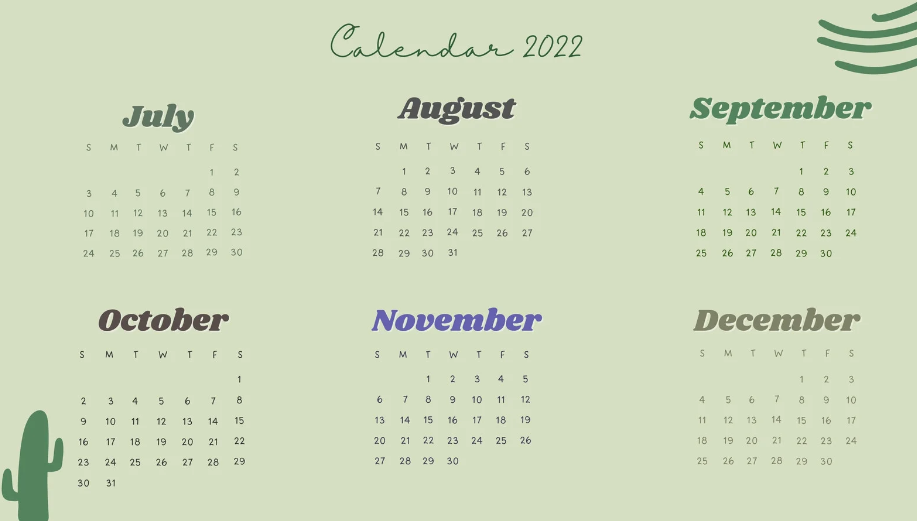 Calendar 2022
July
S M T W T F S
1 2
3 4 5 6 7 8 9
10 11 12 13 14 15 16
17 18 19 20 21 22 23
24 25 26 27 28 29 30
August
S M T W T F S
1 2 3 4 5 6
7 8 9 10 11 12 13
14 15 16 17 18 19 20
21 22 23 24 25 26 27
28 29 30 31
September
S M T W T F S
1 2 3
4 5 6 7 8 9 10
11 12 13 14 15 16 17
18 19 20 21 22 23 24
25 26 27 28 29 30
October
S M T W T F S
1
2 3 4 5 6 7 8
9 10 11 12 13 14 15
16 17 18 19 20 21 22
23 24 25 26 27 28 29
30 31
November
S M T W T F S
1 2 3 4 5
6 7 8 9 10 11 12
13 14 15 16 17 18 19
20 21 22 23 24 25 26
27 28 29 30
December
S M T W T F S
1 2 3
4 5 6 7 8 9 10
11 12 13 14 15 16 17
18 19 20 21 22 23 24
25 26 27 28 29 30